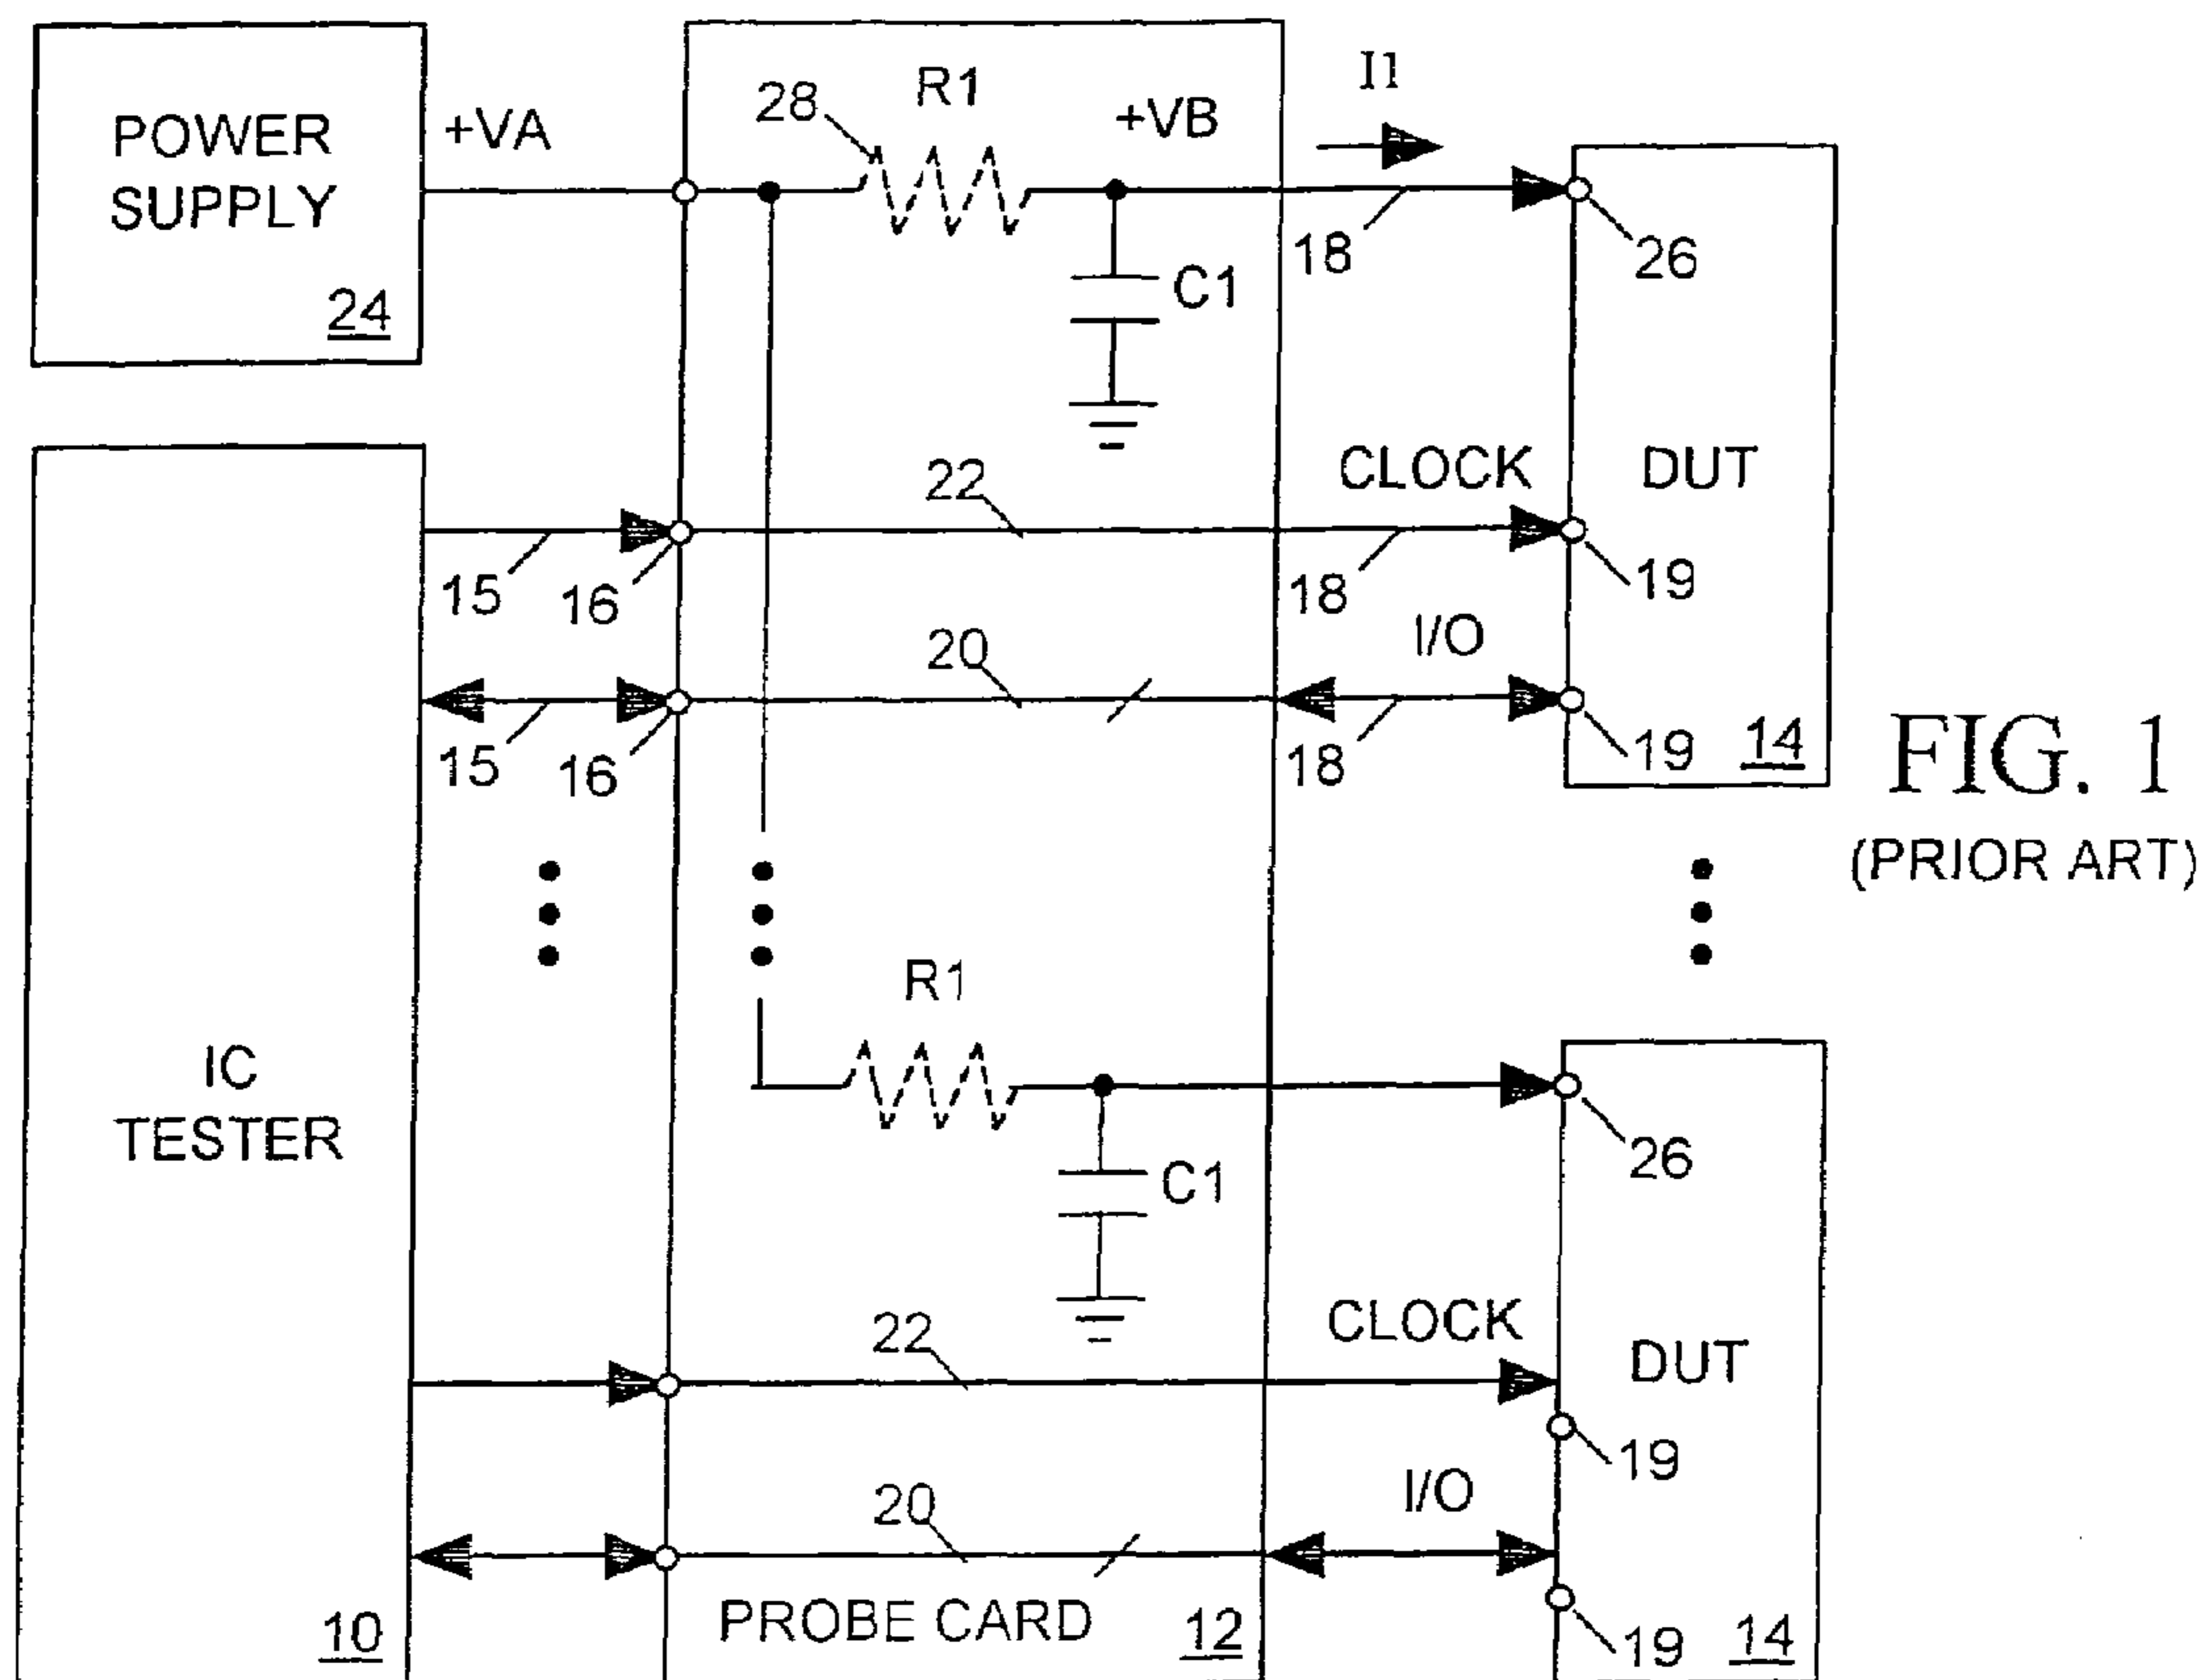 POWER
SUPPLY
24
+VA
28
R1
+VB
I1
18
26
C1
22
CLOCK
DUT
15
16
18
19
20
I/O
15
16
18
19
14
FIG. 1
(PRIOR ART)
R1
IC
TESTER
26
C1
22
CLOCK
DUT
19
20
I/O
10
PROBE CARD
12
19
14